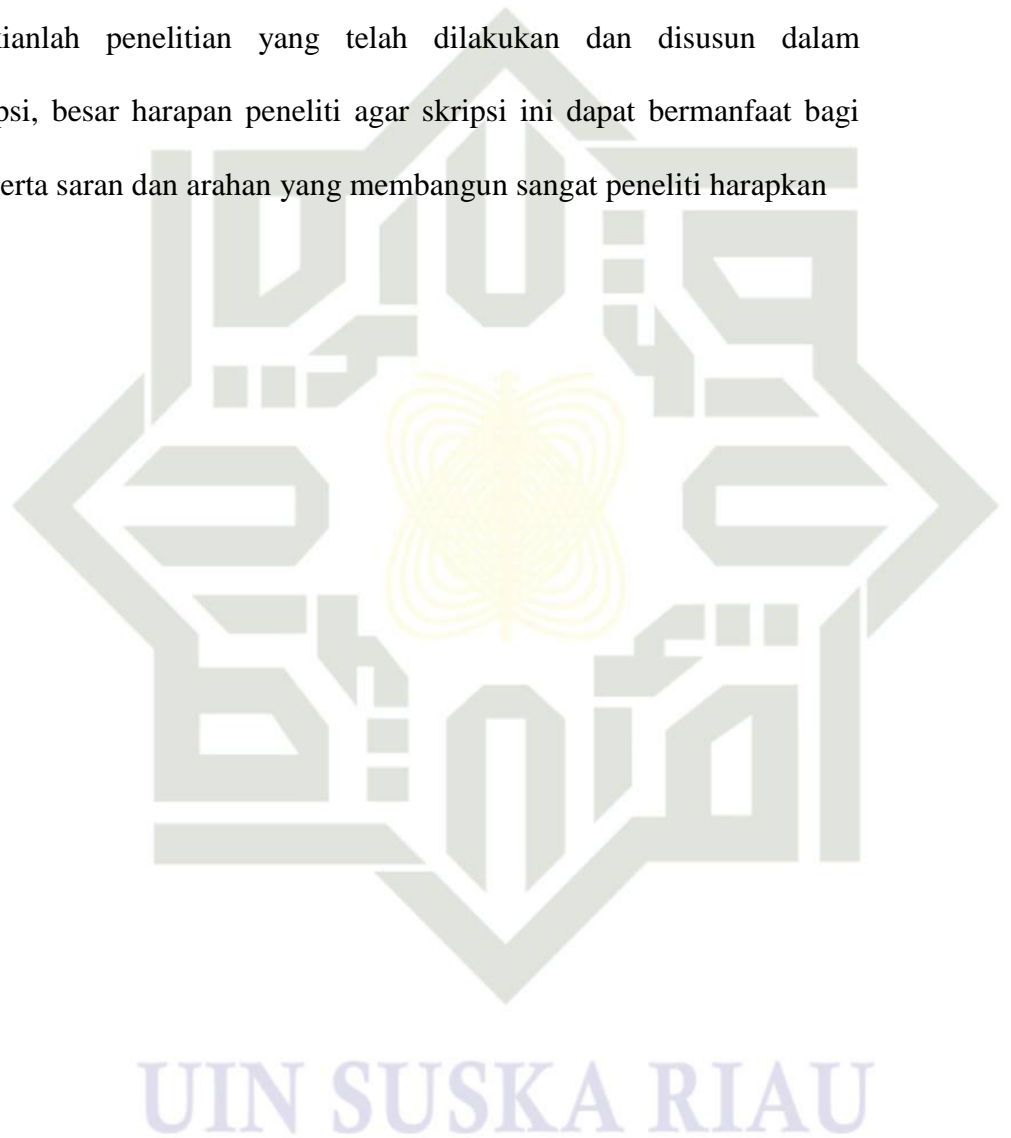 kianlah penelitian yang telah dilakukan dan disusun dalam
psi, besar harapan peneliti agar skripsi ini dapat bermanfaat bagi
erta saran dan arahan yang membangun sangat peneliti harapkan
UIN SUSKA RIAU